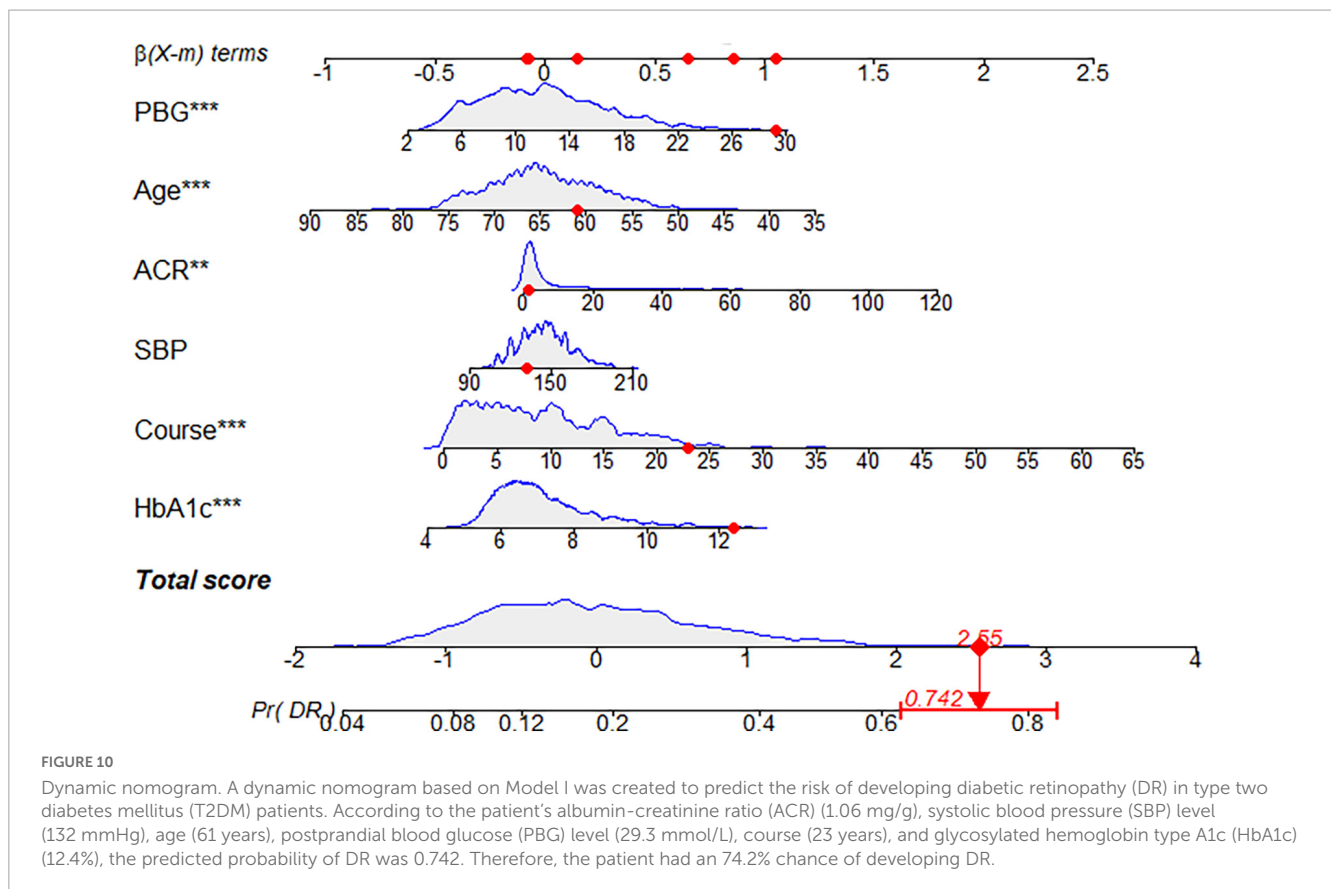 β(X-m) terms
-1 -0.5 0 0.5 1 1.5 2 2.5
PBG***
2 6 10 14 18 22 26 30
Age***
90 85 80 75 70 65 60 55 50 45 40 35
ACR**
0 20 40 60 80 100 120
SBP
90 150 210
Course***
0 5 10 15 20 25 30 35 40 45 50 55 60 65
HbA1c***
4 6 8 10 12
Total score
2.55
-2 -1 0 1 2 3 4
0.742
Pr( DR )
0.04 0.08 0.12 0.2 0.4 0.6 0.8
FIGURE 10
Dynamic nomogram. A dynamic nomogram based on Model I was created to predict the risk of developing diabetic retinopathy (DR) in type two
diabetes mellitus (T2DM) patients. According to the patient's albumin-creatinine ratio (ACR) (1.06 mg/g), systolic blood pressure (SBP) level
(132 mmHg), age (61 years), postprandial blood glucose (PBG) level (29.3 mmol/L), course (23 years), and glycosylated hemoglobin type A1c (HbA1c)
(12.4%), the predicted probability of DR was 0.742. Therefore, the patient had an 74.2% chance of developing DR.